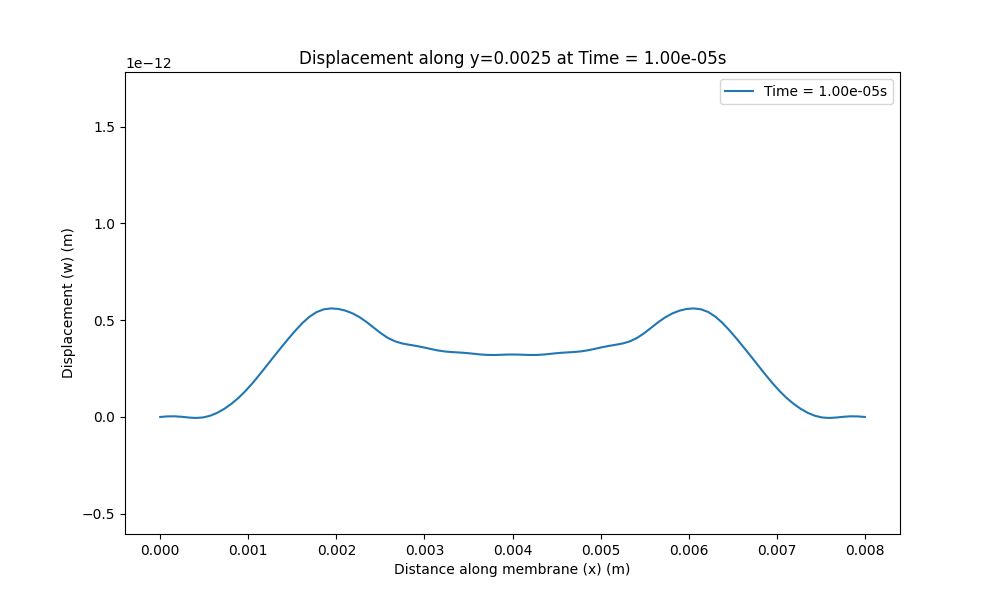 Displacement along y=0.0025 at Time = 1.00e-05s
1e−12
Time = 1.00e-05s
1.5
1.0
0.5
0.0
−0.5
Displacement (w) (m)
0.000 0.001 0.002 0.003 0.004 0.005 0.006 0.007 0.008
Distance along membrane (x) (m)